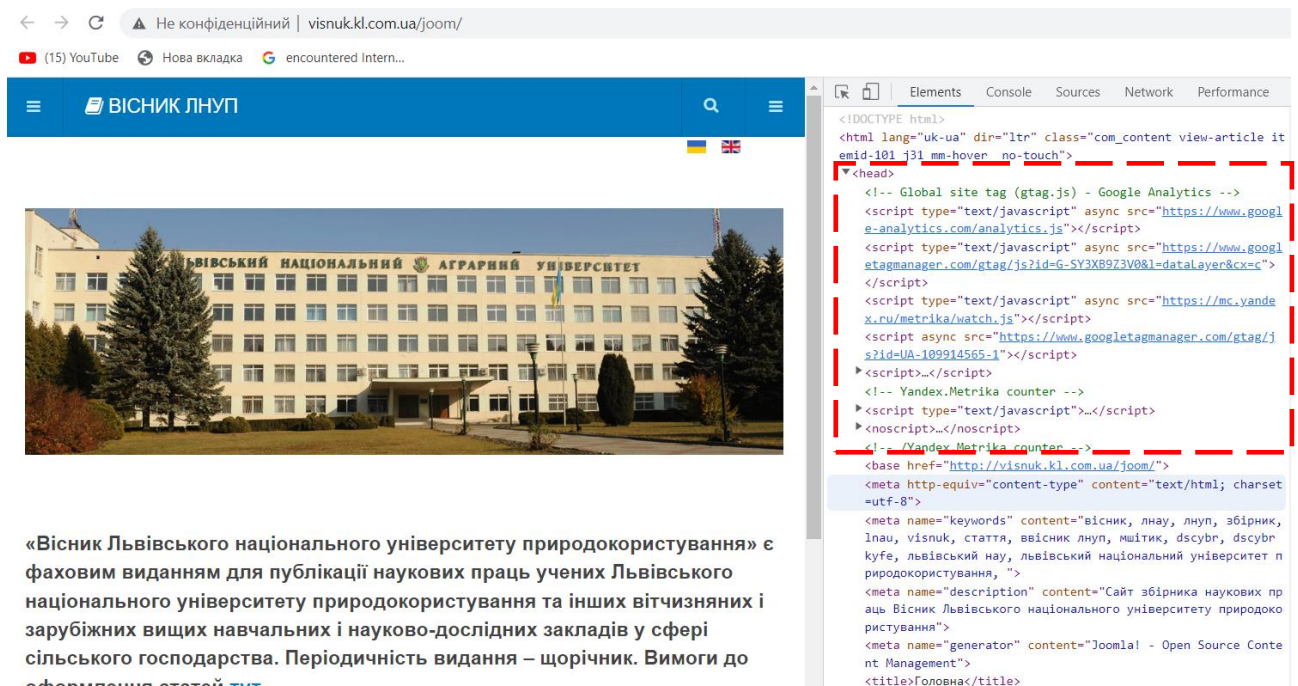 Не конфіденційний | visnuk.kl.com.ua/joom/
(15) YouTube Нова вкладка encountered Intern...
ВІСНИК ЛНУП
ЛЬВІВСЬКИЙ НАЦІОНАЛЬНИЙ АГРАРНИЙ УНІВЕРСИТЕТ
«Вісник Львівського національного університету природокористування» є
фаховим виданням для публікації наукових праць учених Львівського
національного університету природокористування та інших вітчизняних і
зарубіжних вищих навчальних і науково-дослідних закладів у сфері
сільського господарства. Періодичність видання – щорічник. Вимоги до
оформлення статей тут
Elements Console Sources Network Performance
<!DOCTYPE html>
<html lang="uk-ua" dir="ltr" class="com_content view-article it
emid-101 j31 mm-hover no-touch">
<head>
<!-- Global site tag (gtag.js) - Google Analytics -->
<script type="text/javascript" async src="https://www.googl
e-analytics.com/analytics.js"></script>
<script type="text/javascript" async src="https://www.googl
etagmanager.com/gtag/js?id=G-SY3XB9Z3V0&l=dataLayer&cx=c">
</script>
<script type="text/javascript" async src="https://mc.yande
x.ru/metrika/watch.js"></script>
<script async src="https://www.googletagmanager.com/gtag/j
s?id=UA-109914565-1"></script>
<script>…</script>
<!-- Yandex.Metrika counter -->
<script type="text/javascript">…</script>
<noscript>…</noscript>
<!-- /Yandex.Metrika counter -->
<base href="http://visnuk.kl.com.ua/joom/">
<meta http-equiv="content-type" content="text/html; charset
=utf-8">
<meta name="keywords" content="вісник, лнау, лнуп, збірник,
lnau, visnuk, стаття, ввісник лнуп, мшітик, dscybr, dscybr
kyfe, львівський нау, львівський національний університет п
риродокористування, ">
<meta name="description" content="Сайт збірника наукових пр
аць Вісник Львівського національного університету природоко
ристування">
<meta name="generator" content="Joomla! - Open Source Conte
nt Management">
<title>Головна</title>